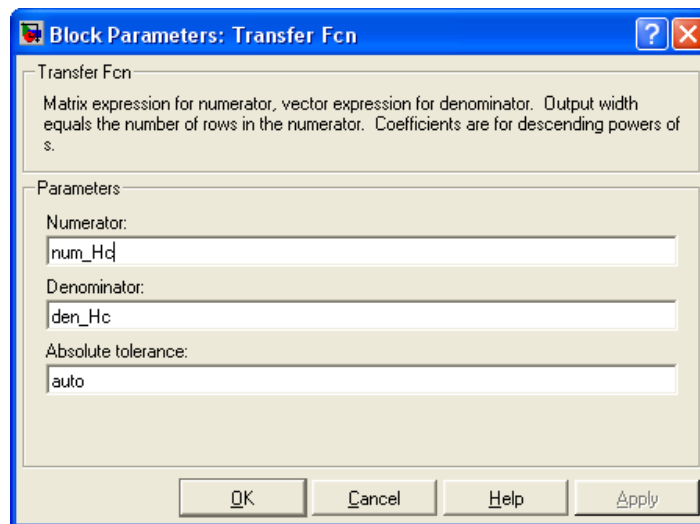 Block Parameters: Transfer Fcn
Transfer Fcn
Matrix expression for numerator, vector expression for denominator. Output width
equals the number of rows in the numerator. Coefficients are for descending powers of
s.
Parameters
Numerator:
num_Hc
Denominator:
den_Hc
Absolute tolerance:
auto
OK Cancel Help Apply